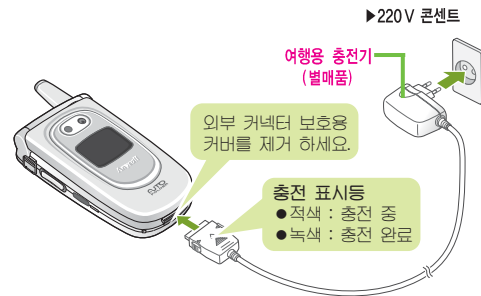 ▶220V 콘센트
여행용 충전기
(별매품)
외부 커넥터 보호용
커버를 제거 하세요.
충전 표시등
●적색 : 충전 중
●녹색 : 충전 완료